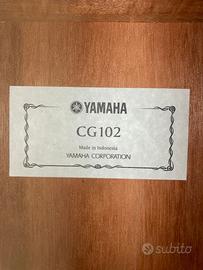 YAMAHA
CG102
Made in Indonesia
YAMAHA CORPORATION
subito